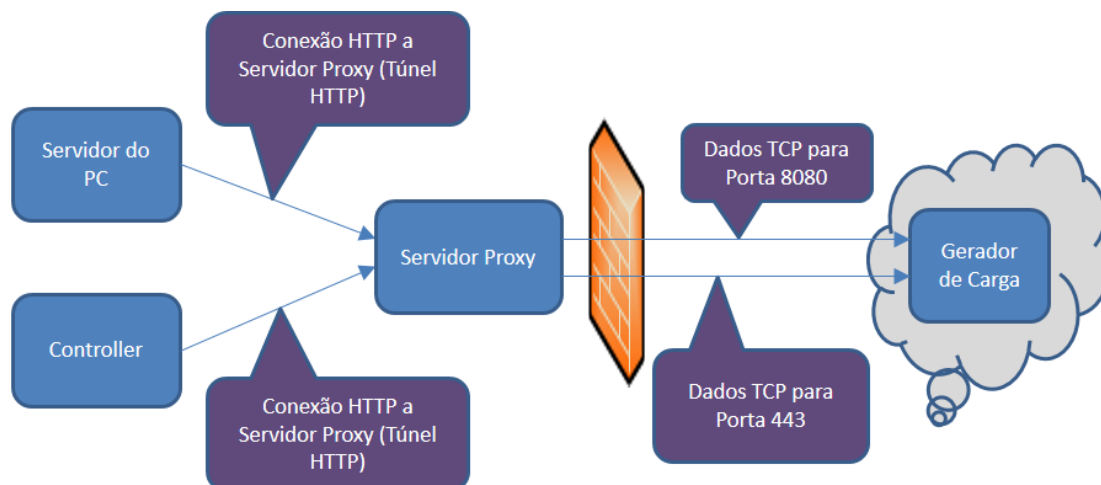 Conexão HTTP a
Servidor Proxy (Túnel
HTTP)
Servidor do
PC
Dados TCP para
Porta 8080
Servidor Proxy
Gerador
de Carga
Controller
Dados TCP para
Porta 443
Conexão HTTP a
Servidor Proxy (Túnel
HTTP)